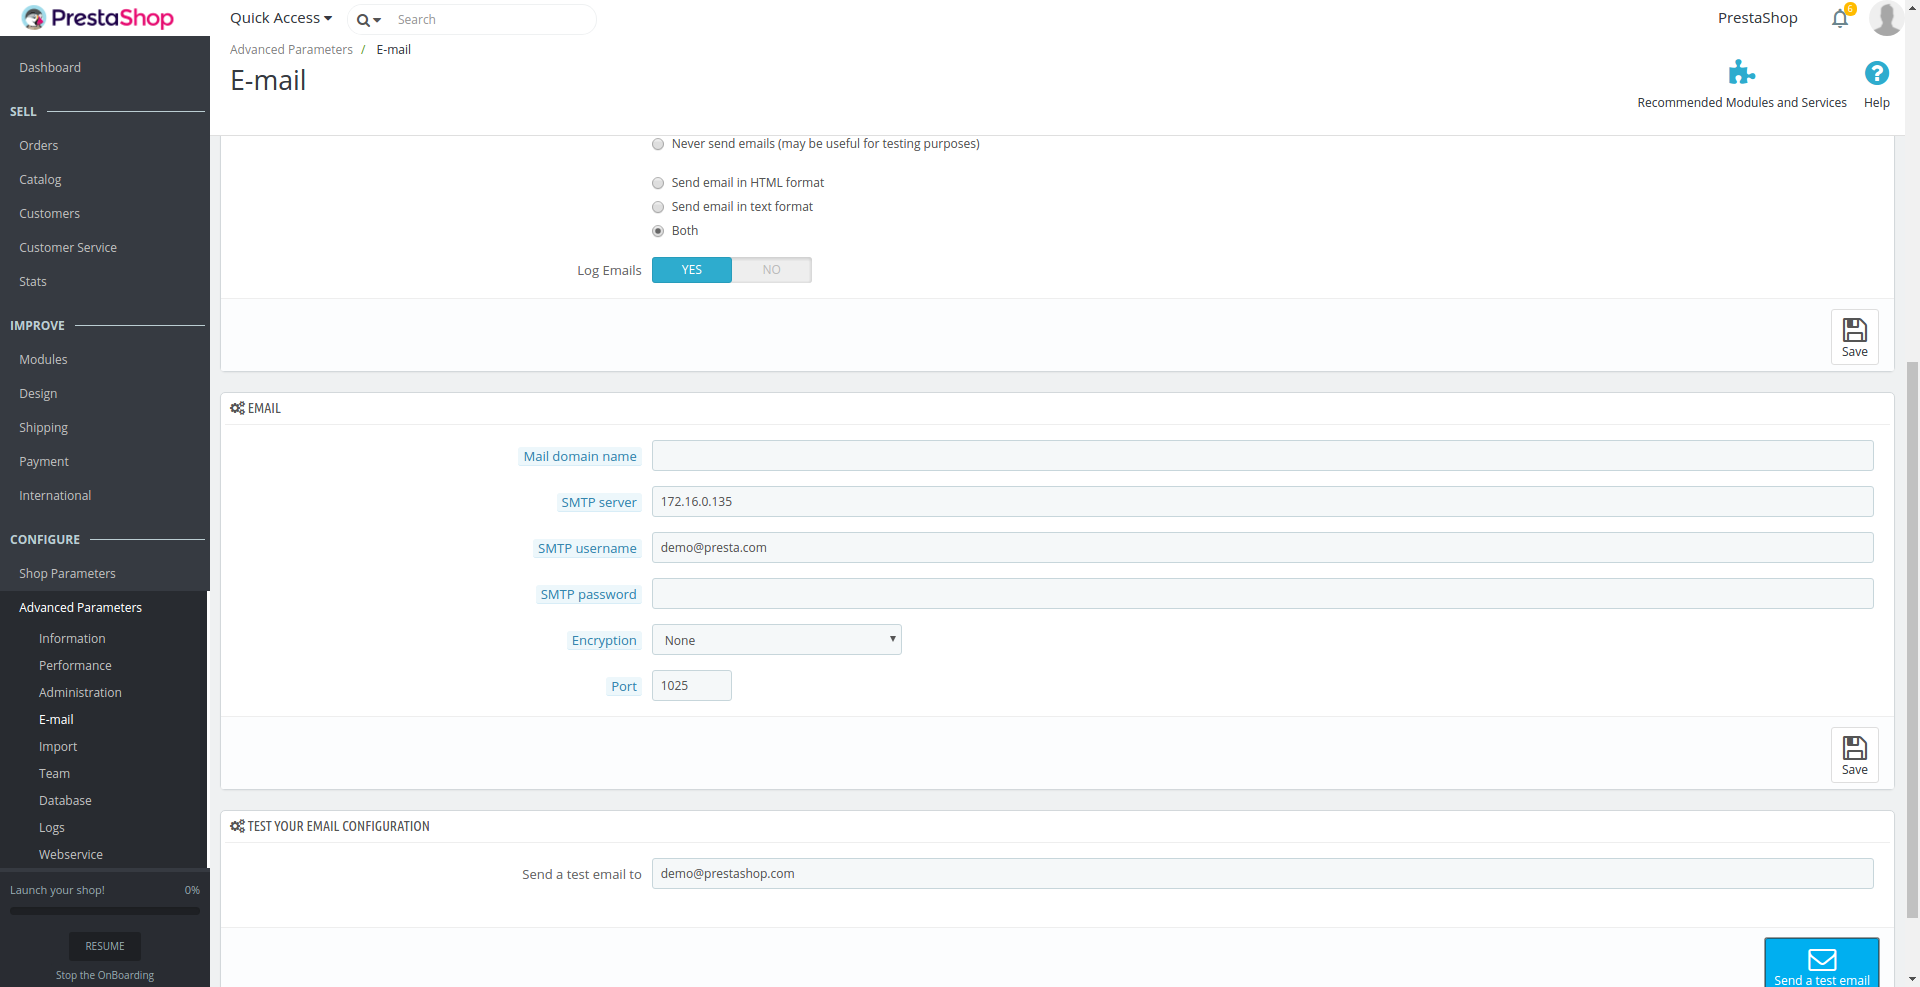 PrestaShop
Quick Access
Search
PrestaShop
6
Advanced Parameters / E-mail
E-mail
Recommended Modules and Services
Help
Dashboard
SELL
Orders
Catalog
Customers
Customer Service
Stats
IMPROVE
Modules
Design
Shipping
Payment
International
CONFIGURE
Shop Parameters
Advanced Parameters
Information
Performance
Administration
E-mail
Import
Team
Database
Logs
Webservice
Launch your shop! 0%
RESUME
Stop the OnBoarding
Never send emails (may be useful for testing purposes)
Send email in HTML format
Send email in text format
Both
Log Emails YES NO
Save
EMAIL
Mail domain name
SMTP server 172.16.0.135
SMTP username demo@presta.com
SMTP password
Encryption None
Port 1025
Save
TEST YOUR EMAIL CONFIGURATION
Send a test email to demo@prestashop.com
Send a test email